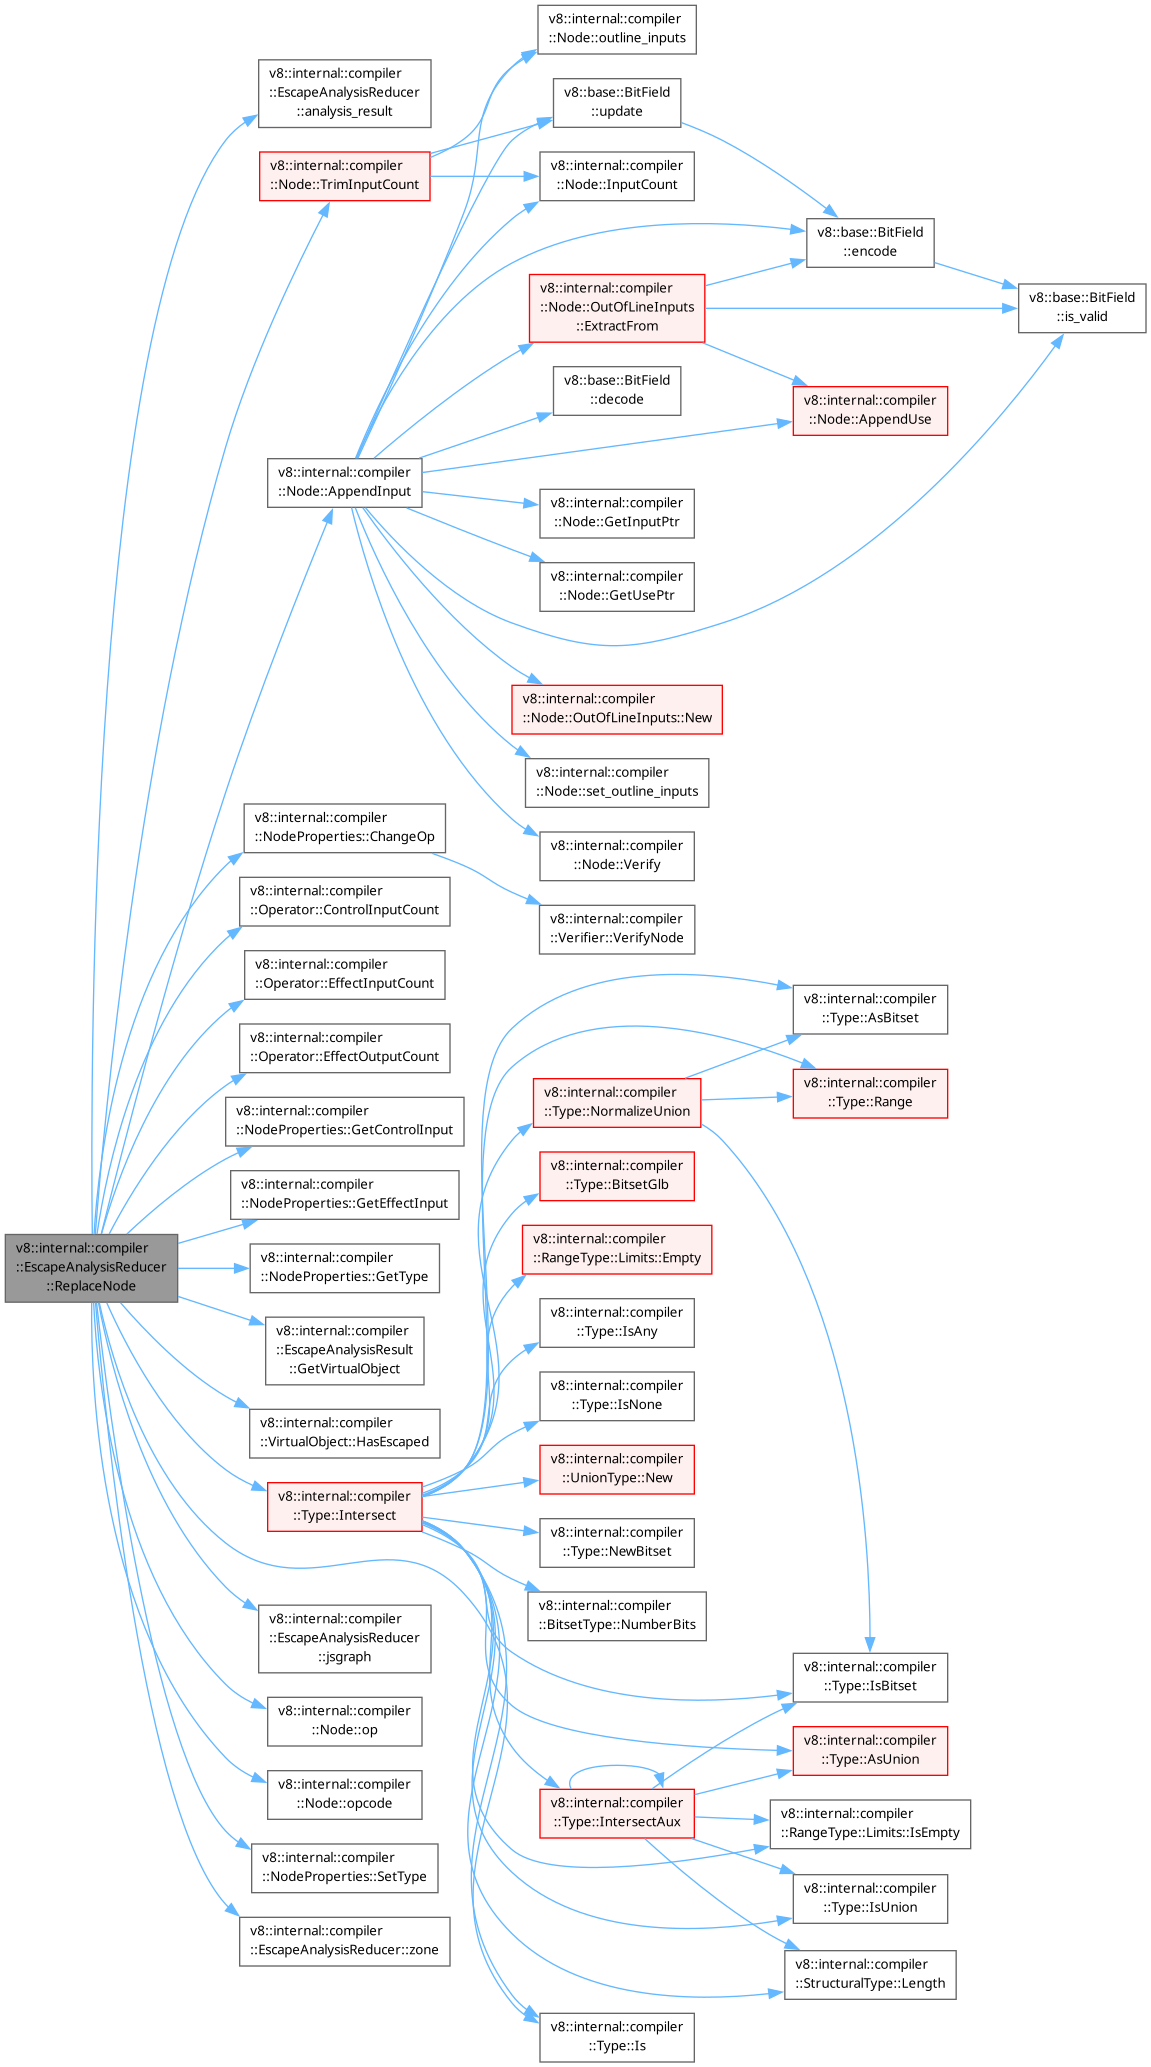 v8::internal::compiler
::Node::outline_inputs
v8::internal::compiler
::EscapeAnalysisReducer
::analysis_result
v8::base::BitField
::update
v8::internal::compiler
::Node::TrimInputCount
v8::internal::compiler
::Node::InputCount
v8::base::BitField
::encode
v8::internal::compiler
::Node::OutOfLineInputs
::ExtractFrom
v8::base::BitField
::is_valid
v8::base::BitField
::decode
v8::internal::compiler
::Node::AppendUse
v8::internal::compiler
::Node::AppendInput
v8::internal::compiler
::Node::GetInputPtr
v8::internal::compiler
::Node::GetUsePtr
v8::internal::compiler
::Node::OutOfLineInputs::New
v8::internal::compiler
::Node::set_outline_inputs
v8::internal::compiler
::NodeProperties::ChangeOp
v8::internal::compiler
::Node::Verify
v8::internal::compiler
::Operator::ControlInputCount
v8::internal::compiler
::Verifier::VerifyNode
v8::internal::compiler
::Operator::EffectInputCount
v8::internal::compiler
::Type::AsBitset
v8::internal::compiler
::Operator::EffectOutputCount
v8::internal::compiler
::Type::NormalizeUnion
v8::internal::compiler
::Type::Range
v8::internal::compiler
::NodeProperties::GetControlInput
v8::internal::compiler
::Type::BitsetGlb
v8::internal::compiler
::NodeProperties::GetEffectInput
v8::internal::compiler
::EscapeAnalysisReducer
::ReplaceNode
v8::internal::compiler
::NodeProperties::GetType
v8::internal::compiler
::RangeType::Limits::Empty
v8::internal::compiler
::EscapeAnalysisResult
::GetVirtualObject
v8::internal::compiler
::Type::IsAny
v8::internal::compiler
::VirtualObject::HasEscaped
v8::internal::compiler
::Type::IsNone
v8::internal::compiler
::Type::Intersect
v8::internal::compiler
::UnionType::New
v8::internal::compiler
::Type::NewBitset
v8::internal::compiler
::EscapeAnalysisReducer
::jsgraph
v8::internal::compiler
::BitsetType::NumberBits
v8::internal::compiler
::Type::IsBitset
v8::internal::compiler
::Node::op
v8::internal::compiler
::Type::AsUnion
v8::internal::compiler
::Node::opcode
v8::internal::compiler
::Type::IntersectAux
v8::internal::compiler
::RangeType::Limits::IsEmpty
v8::internal::compiler
::NodeProperties::SetType
v8::internal::compiler
::Type::IsUnion
v8::internal::compiler
::EscapeAnalysisReducer::zone
v8::internal::compiler
::StructuralType::Length
v8::internal::compiler
::Type::Is